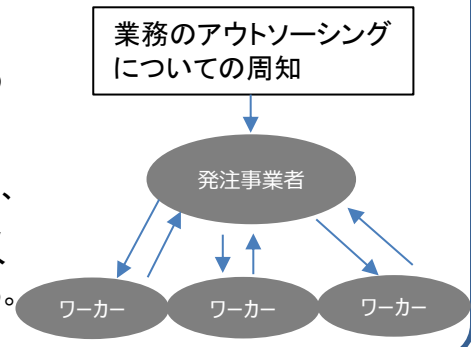 業務のアウトソーシング
についての周知
発注事業者
、
。
ワーカー
ワーカー
ワーカー